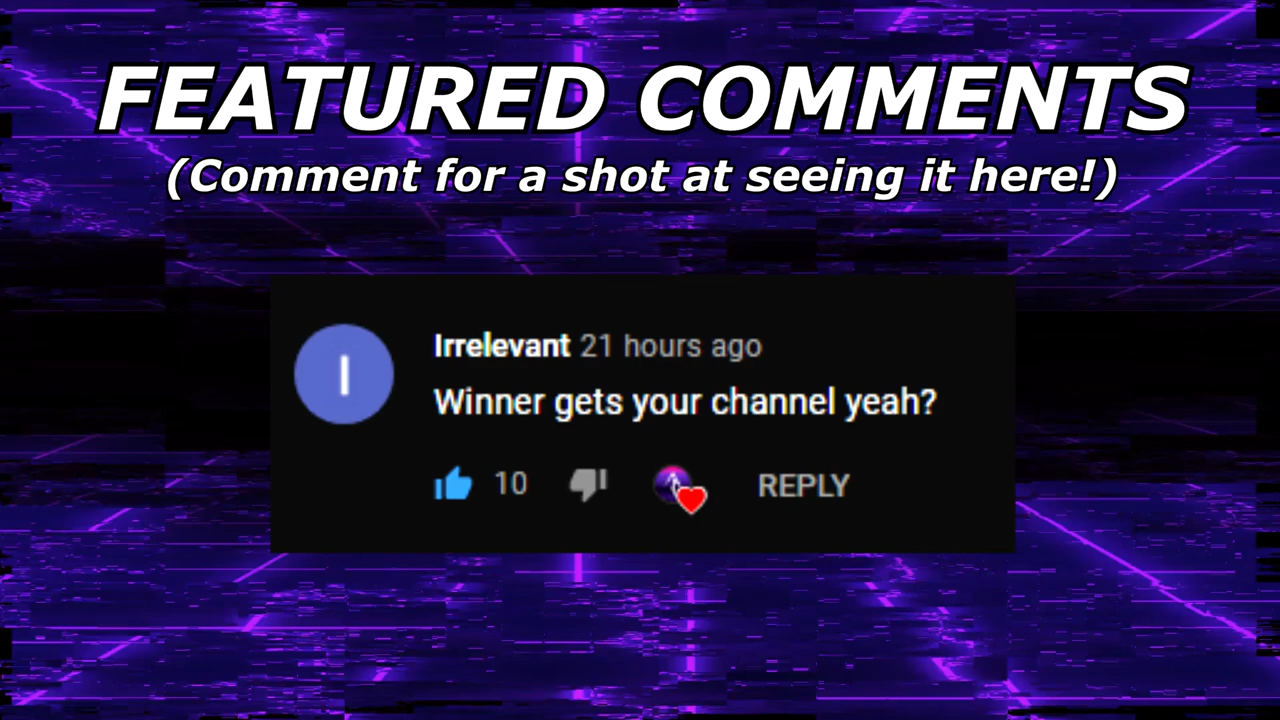 FEATURED COMMENTS
(Comment for a shot at seeing it here!)
I
Irrelevant 21 hours ago
Winner gets your channel yeah?
10 REPLY